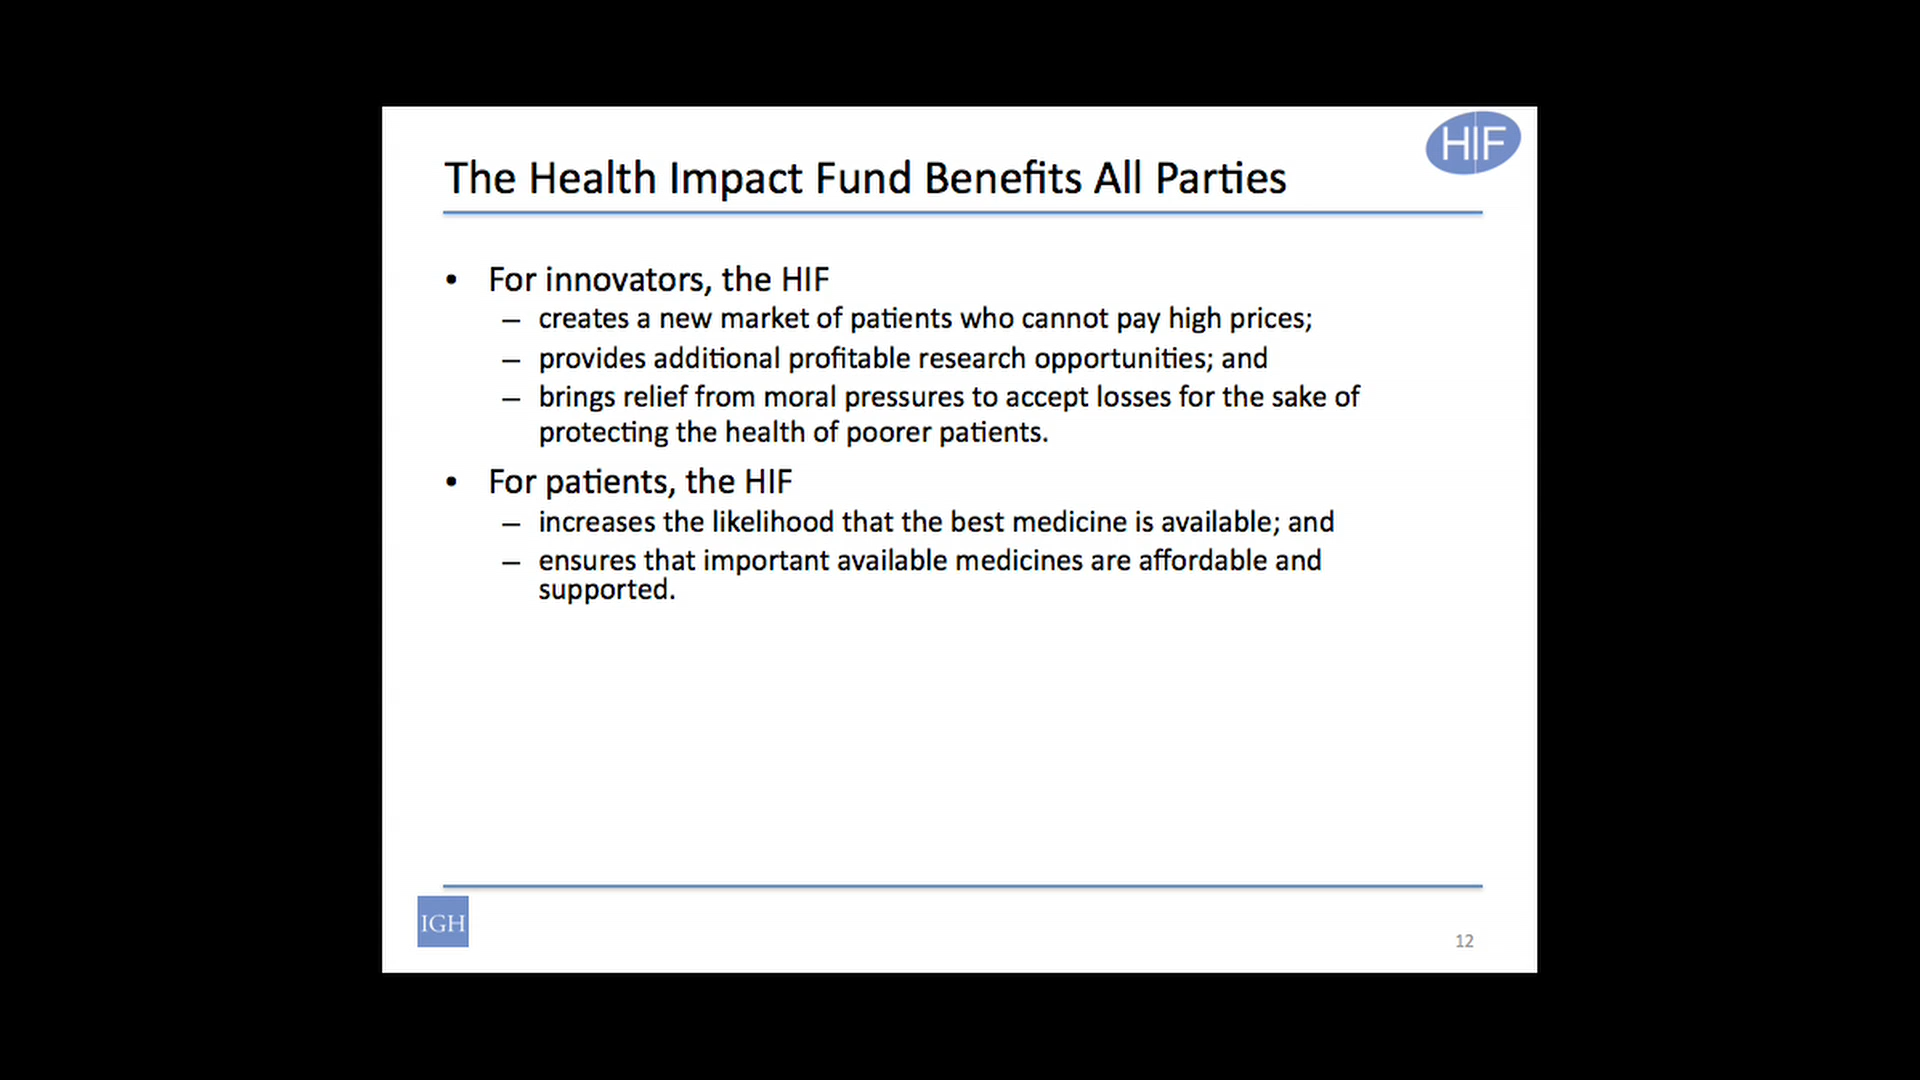 HIF
The Health Impact Fund Benefits All Parties
• For innovators, the HIF
– creates a new market of patients who cannot pay high prices;
– provides additional profitable research opportunities; and
– brings relief from moral pressures to accept losses for the sake of
protecting the health of poorer patients.
• For patients, the HIF
– increases the likelihood that the best medicine is available; and
– ensures that important available medicines are affordable and
supported.
IGH
12